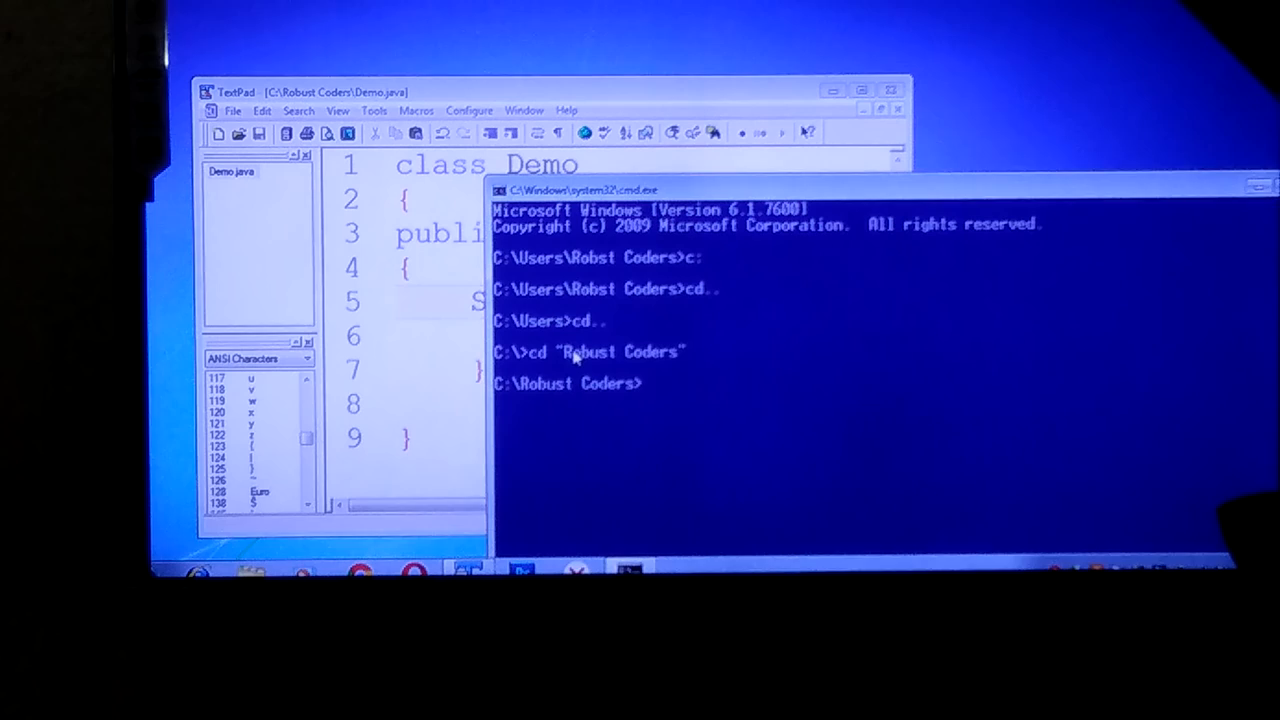 TextPad - [C:\Robust Coders\Demo.java]
File Edit Search View Tools Macros Configure Window Help
Demo.java
1 class Demo
2 {
3 publi
4 {
5 S
6
7 }
8
9 }
ANSI Characters
117 u
118 v
119 w
120 x
121 y
122 z
123 {
124 |
125 }
126 ~
128 Euro
138 Š
C:\Windows\system32\cmd.exe
Microsoft Windows [Version 6.1.7600]
Copyright (c) 2009 Microsoft Corporation. All rights reserved.
C:\Users\Robst Coders>c:
C:\Users\Robst Coders>cd..
C:\Users>cd..
C:\>cd "Robust Coders"
C:\Robust Coders>